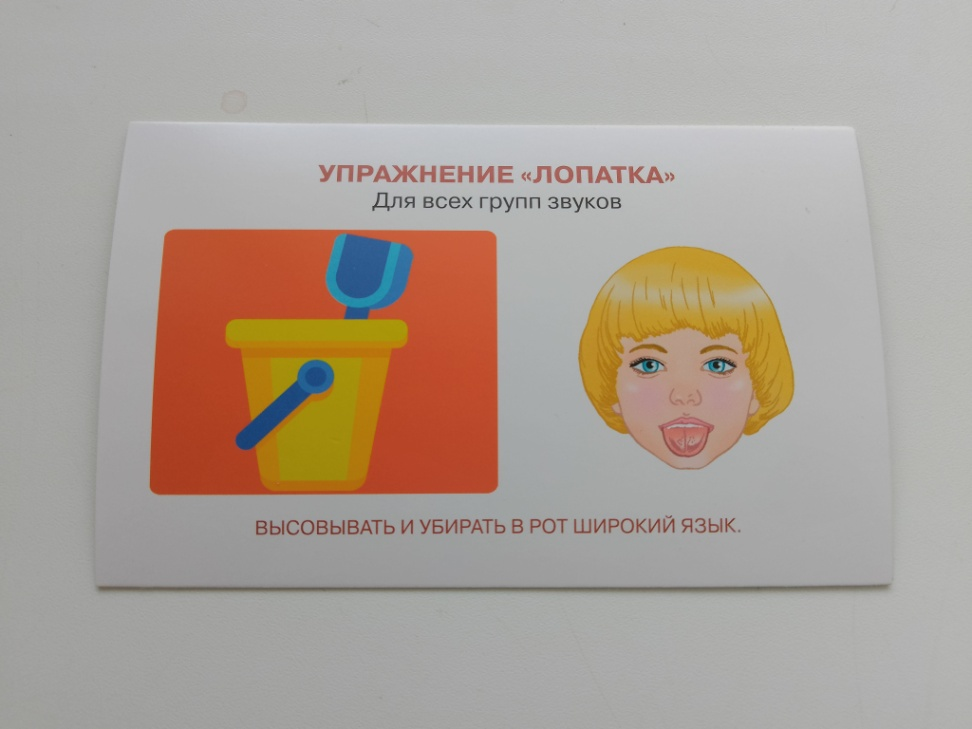 УПРАЖНЕНИЕ «ЛОПАТКА»
Для всех групп звуков
ВЫСОВЫВАТЬ И УБИРАТЬ В РОТ ШИРОКИЙ ЯЗЫК.